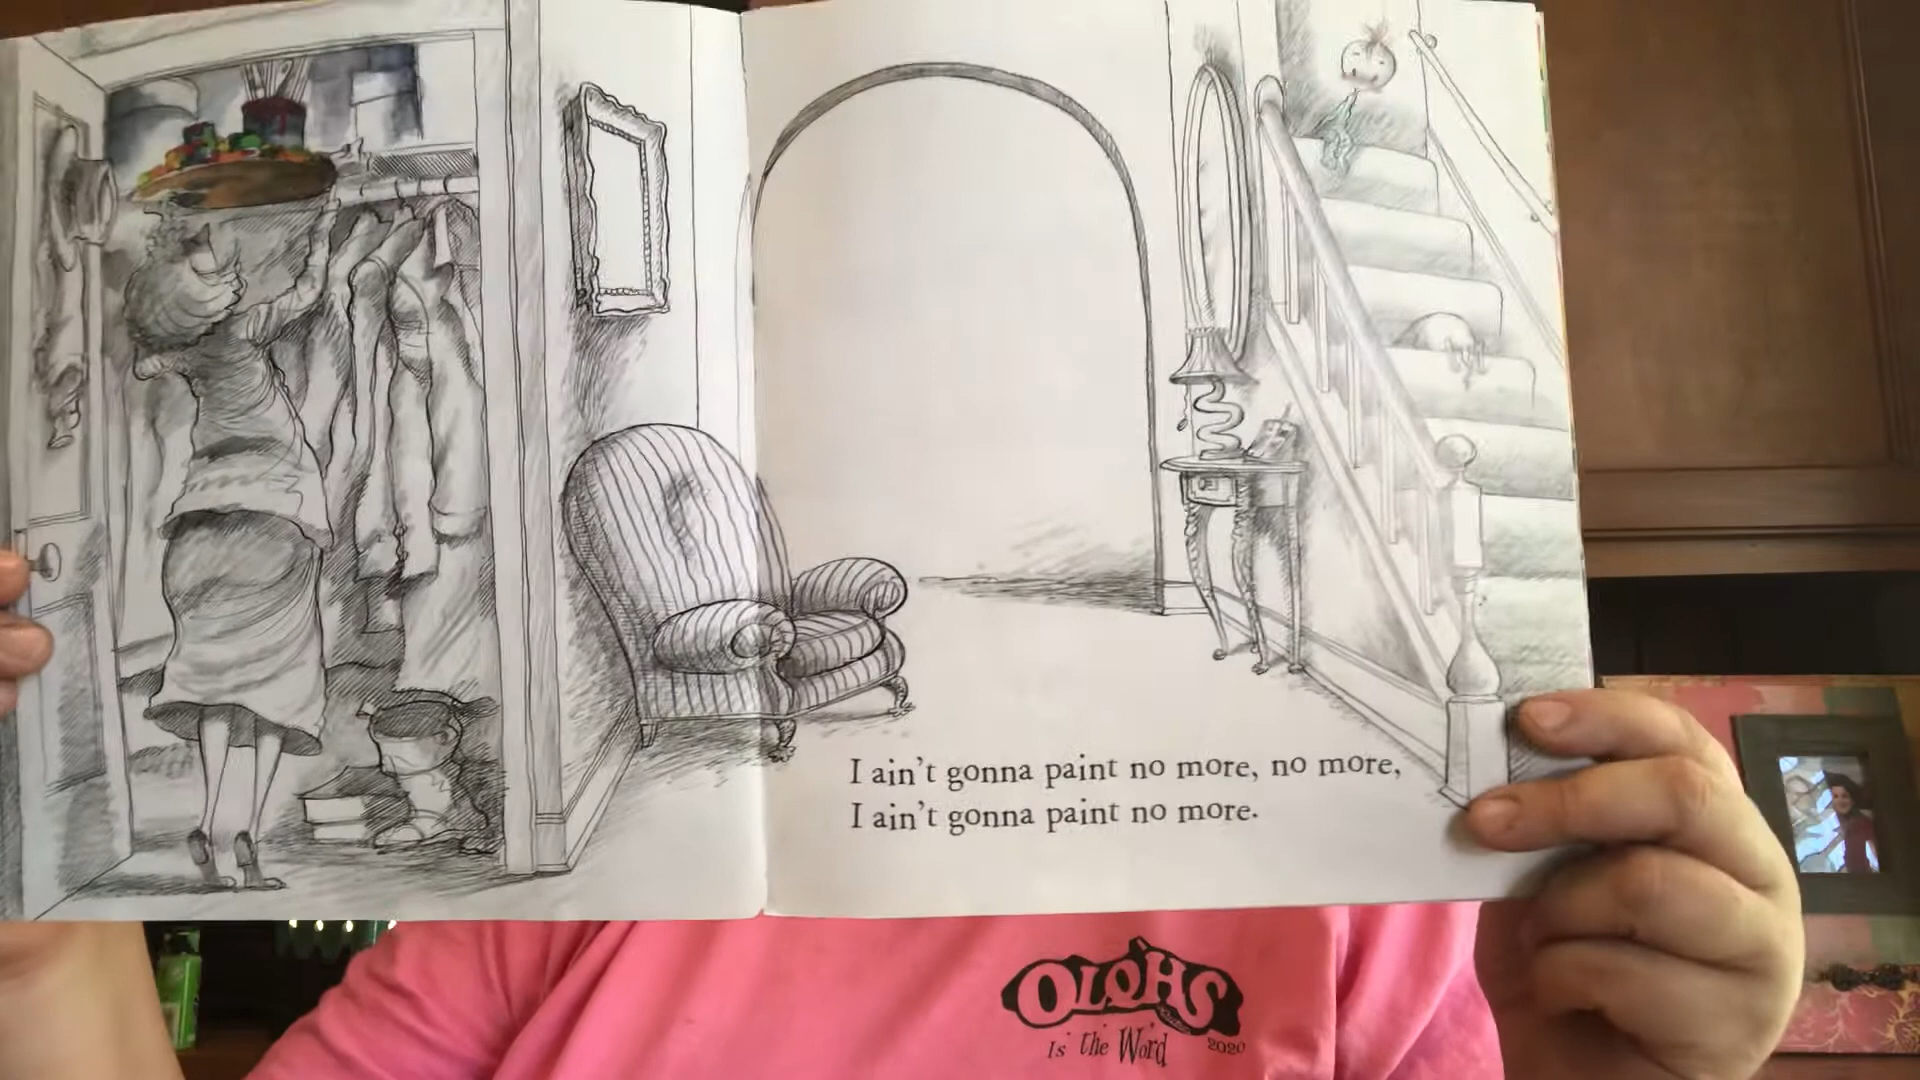 I ain't gonna paint no more, no more,
I ain't gonna paint no more.
OLQHS
Is the Word
2020